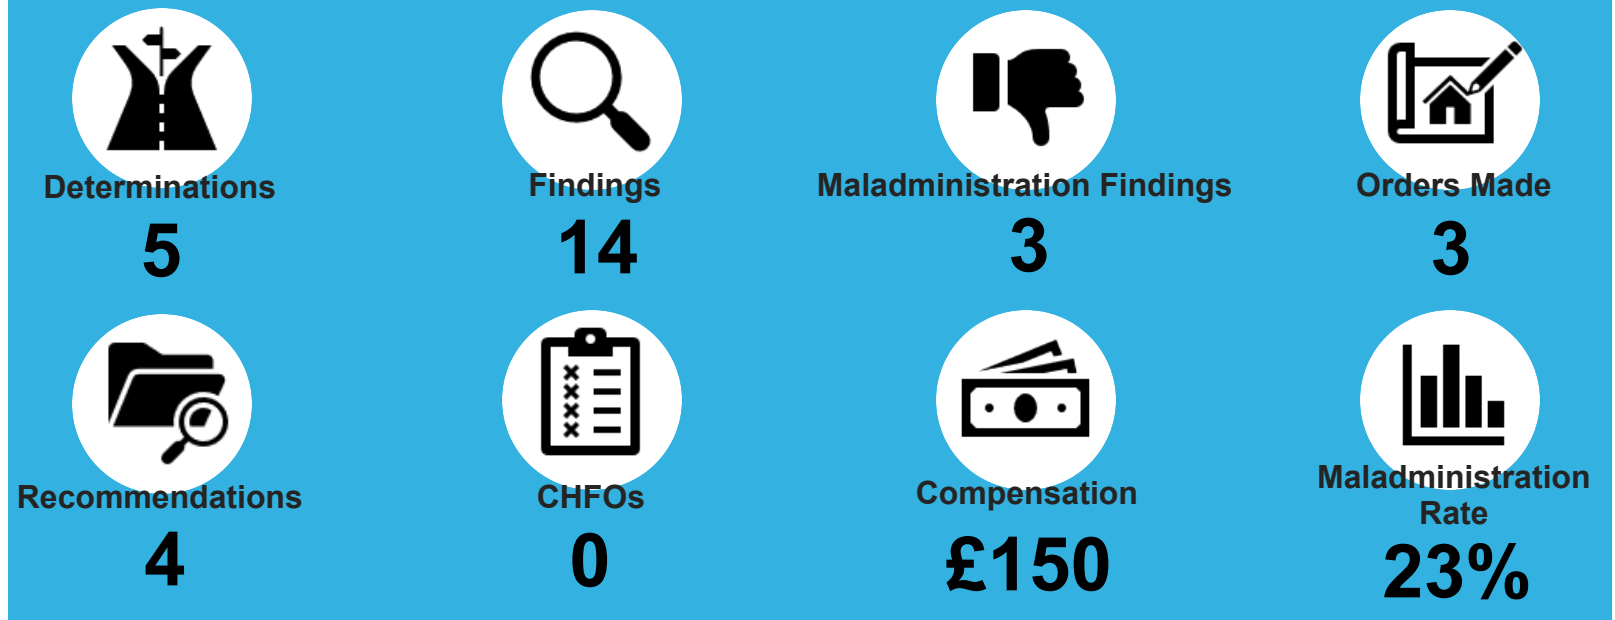 Determinations
5
Findings
14
Maladministration Findings
3
Orders Made
3
Recommendations
4
CHFOs
0
Compensation
£150
Maladministration
Rate
23%